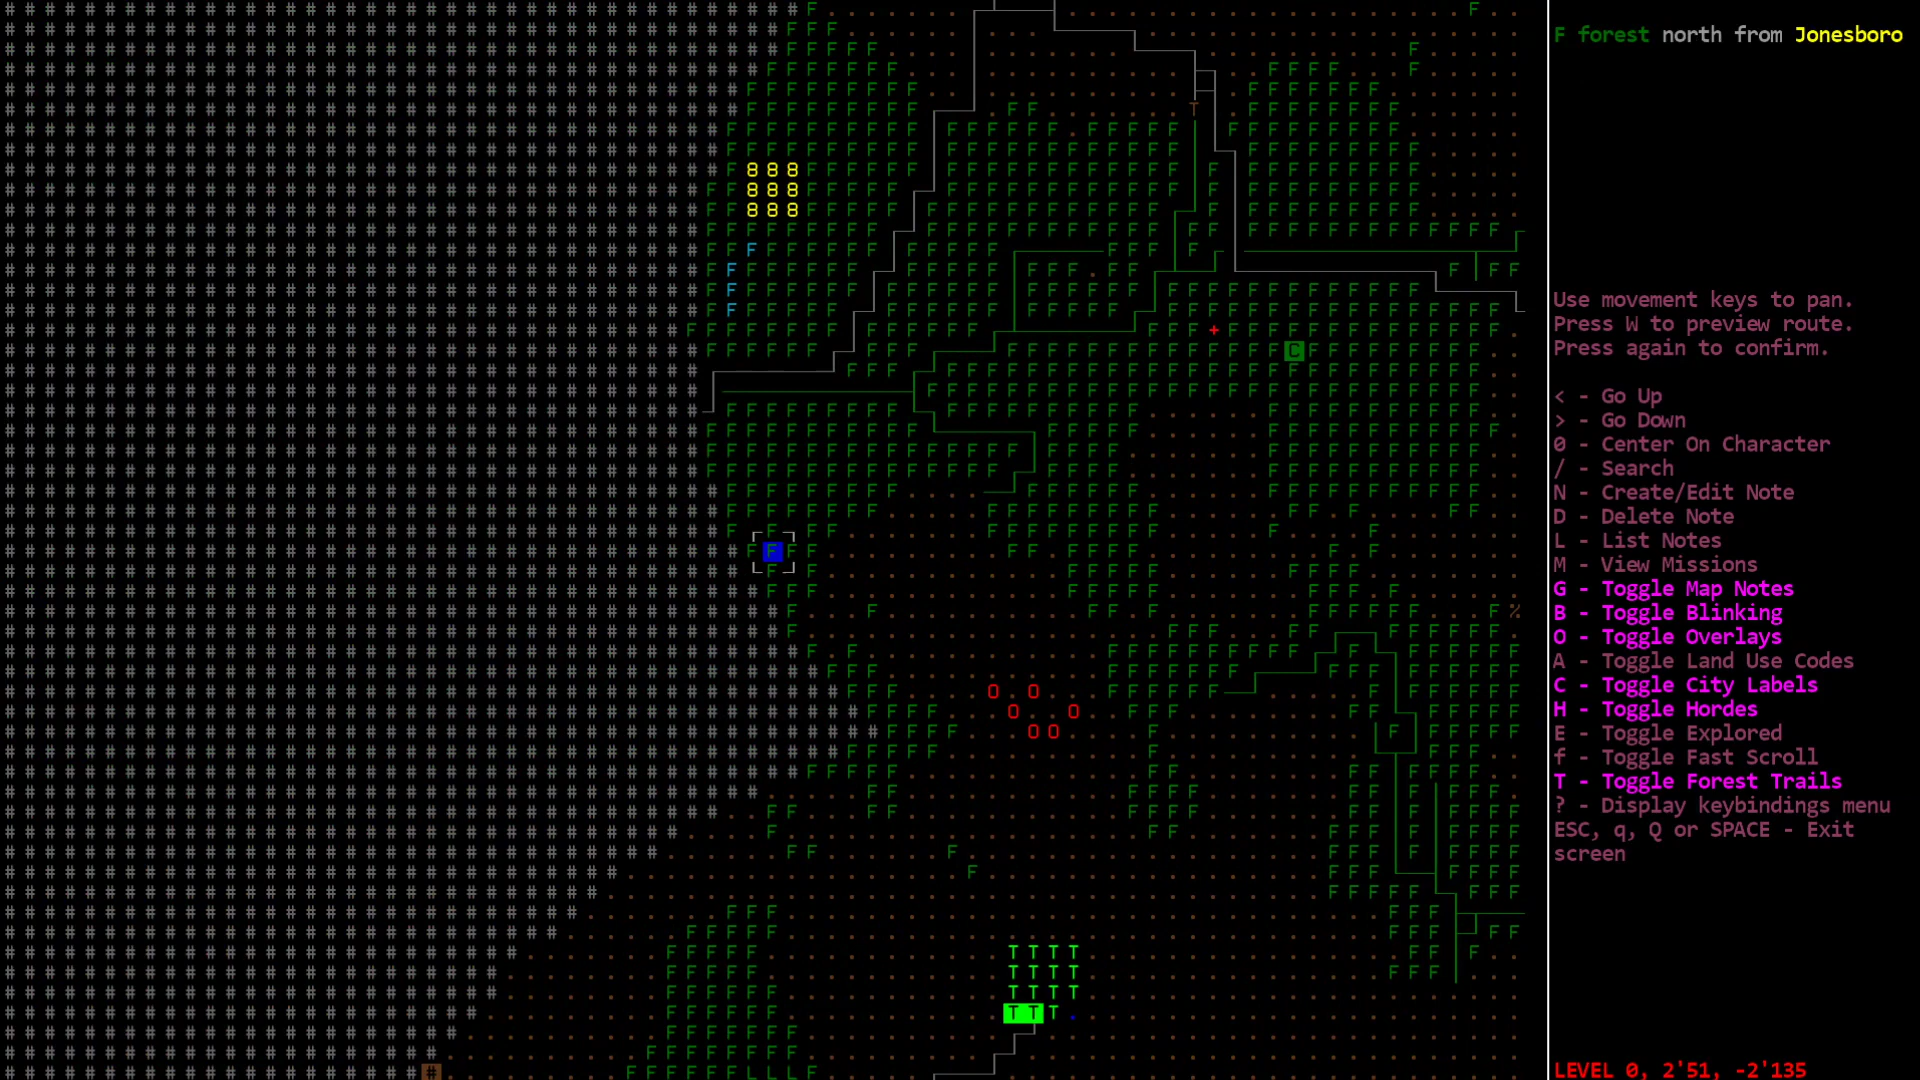 F forest north from Jonesboro
Use movement keys to pan.
Press W to preview route.
Press again to confirm.
< - Go Up
> - Go Down
0 - Center On Character
/ - Search
N - Create/Edit Note
D - Delete Note
L - List Notes
M - View Missions
G - Toggle Map Notes
B - Toggle Blinking
O - Toggle Overlays
A - Toggle Land Use Codes
C - Toggle City Labels
H - Toggle Hordes
E - Toggle Explored
f - Toggle Fast Scroll
T - Toggle Forest Trails
? - Display keybindings menu
ESC, q, Q or SPACE - Exit
screen
LEVEL 0, 2'51, -2'135